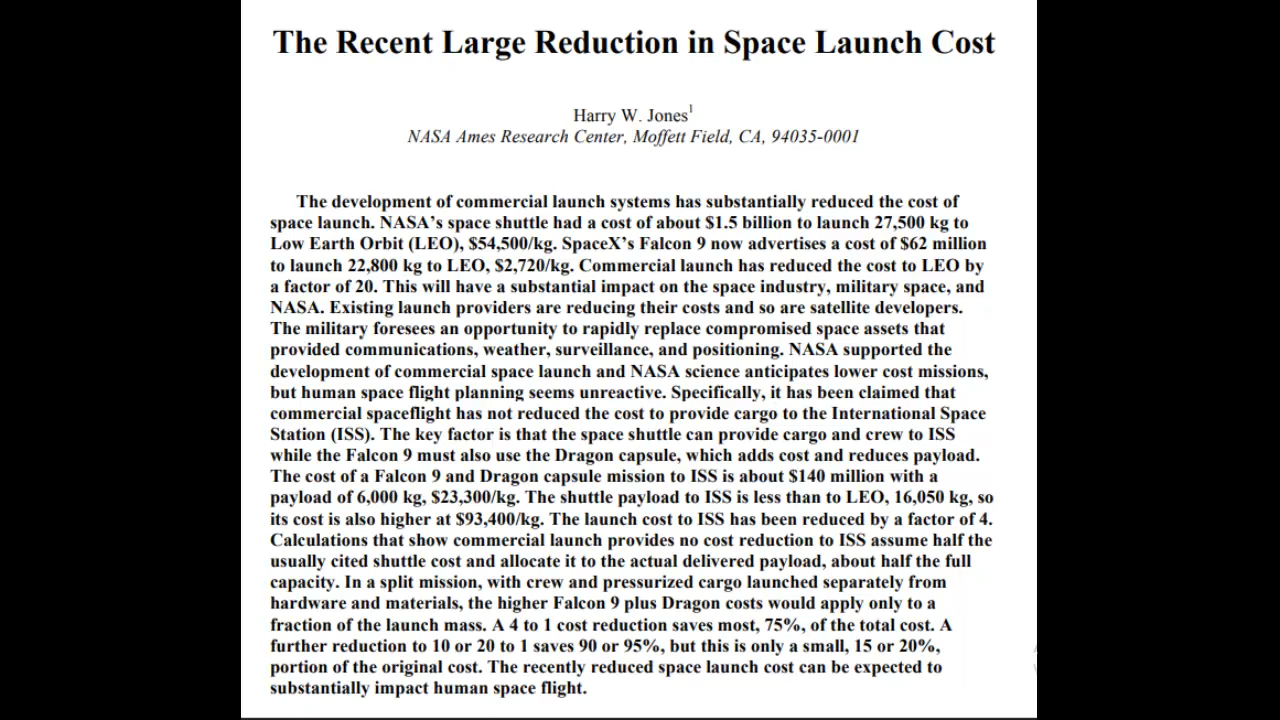 The Recent Large Reduction in Space Launch Cost
Harry W. Jones1
NASA Ames Research Center, Moffett Field, CA, 94035-0001
The development of commercial launch systems has substantially reduced the cost of
space launch. NASA's space shuttle had a cost of about $1.5 billion to launch 27,500 kg to
Low Earth Orbit (LEO), $54,500/kg. SpaceX's Falcon 9 now advertises a cost of $62 million
to launch 22,800 kg to LEO, $2,720/kg. Commercial launch has reduced the cost to LEO by
a factor of 20. This will have a substantial impact on the space industry, military space, and
NASA. Existing launch providers are reducing their costs and so are satellite developers.
The military foresees an opportunity to rapidly replace compromised space assets that
provided communications, weather, surveillance, and positioning. NASA supported the
development of commercial space launch and NASA science anticipates lower cost missions,
but human space flight planning seems unreactive. Specifically, it has been claimed that
commercial spaceflight has not reduced the cost to provide cargo to the International Space
Station (ISS). The key factor is that the space shuttle can provide cargo and crew to ISS
while the Falcon 9 must also use the Dragon capsule, which adds cost and reduces payload.
The cost of a Falcon 9 and Dragon capsule mission to ISS is about $140 million with a
payload of 6,000 kg, $23,300/kg. The shuttle payload to ISS is less than to LEO, 16,050 kg, so
its cost is also higher at $93,400/kg. The launch cost to ISS has been reduced by a factor of 4.
Calculations that show commercial launch provides no cost reduction to ISS assume half the
usually cited shuttle cost and allocate it to the actual delivered payload, about half the full
capacity. In a split mission, with crew and pressurized cargo launched separately from
hardware and materials, the higher Falcon 9 plus Dragon costs would apply only to a
fraction of the launch mass. A 4 to 1 cost reduction saves most, 75%, of the total cost. A
further reduction to 10 or 20 to 1 saves 90 or 95%, but this is only a small, 15 or 20%,
portion of the original cost. The recently reduced space launch cost can be expected to
substantially impact human space flight.